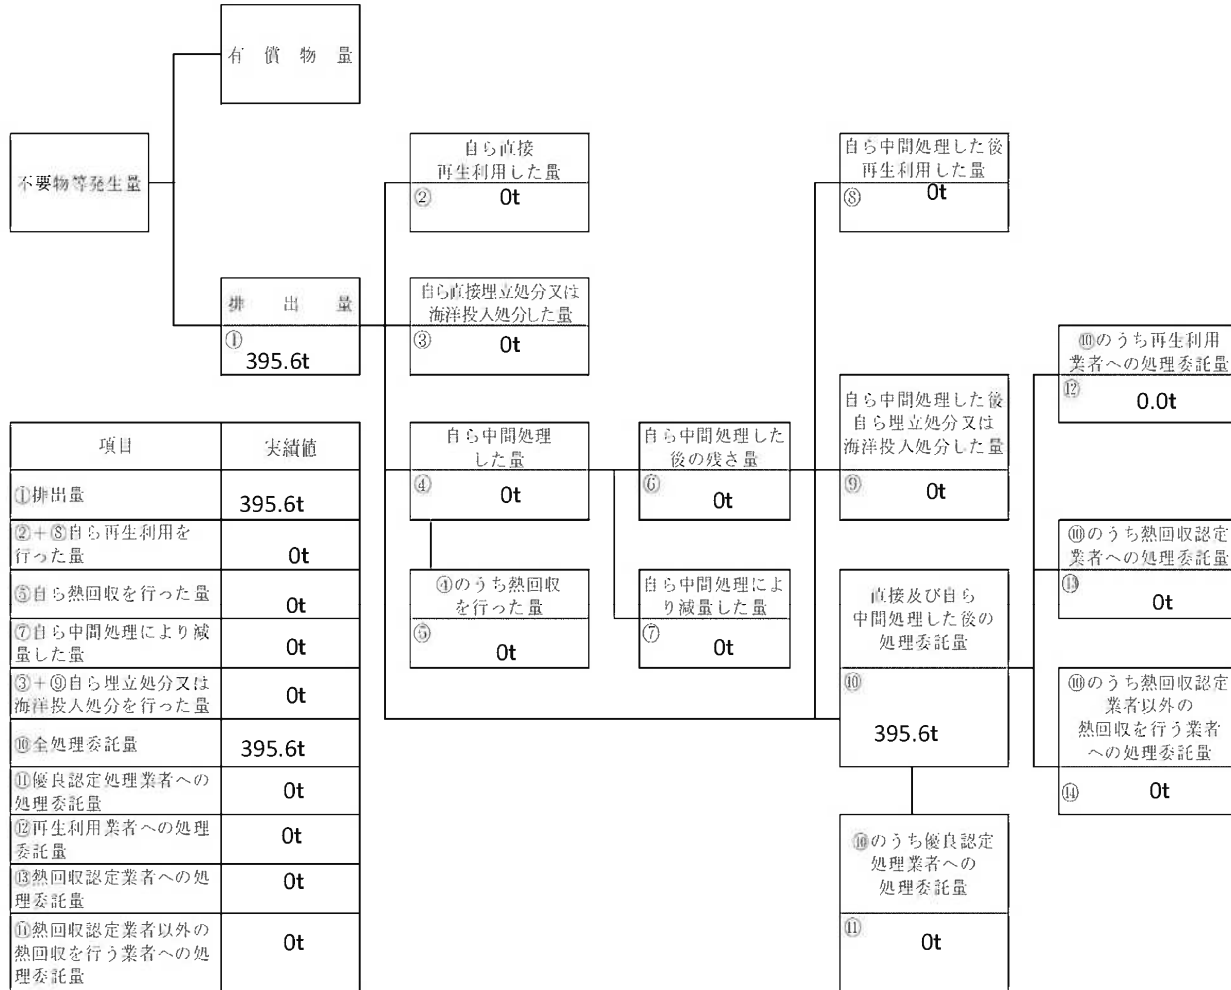 有償物量
不要物等発生量
排出量
①
395.6t
自ら直接
再生利用した量
②
0t
自ら直接埋立処分又は
海洋投入処分した量
③
0t
自ら中間処理
した量
④
0t
④のうち熱回収
を行った量
⑤
0t
自ら中間処理した
後の残さ量
⑥
0t
自ら中間処理によ
り減量した量
⑦
0t
自ら中間処理した後
再生利用した量
⑧
0t
自ら中間処理した後
自ら埋立処分又は
海洋投入処分した量
⑨
0t
直接及び自ら
中間処理した後の
処理委託量
⑩
395.6t
⑩のうち優良認定
処理業者への
処理委託量
⑪
0t
⑩のうち再生利用
業者への処理委託量
⑫
0.0t
⑩のうち熱回収認定
業者への処理委託量
⑬
0t
⑩のうち熱回収認定
業者以外の
熱回収を行う業者
への処理委託量
⑭
0t
項目
実績値
①排出量
395.6t
②+⑧自ら再生利用を
行った量
0t
⑤自ら熱回収を行った量
0t
⑦自ら中間処理により減
量した量
0t
③+⑨自ら埋立処分又は
海洋投入処分を行った量
0t
⑩全処理委託量
395.6t
⑪優良認定処理業者への
処理委託量
0t
⑫再生利用業者への処理
委託量
0t
⑬熱回収認定業者への処
理委託量
0t
⑭熱回収認定業者以外の
熱回収を行う業者への処
理委託量
0t